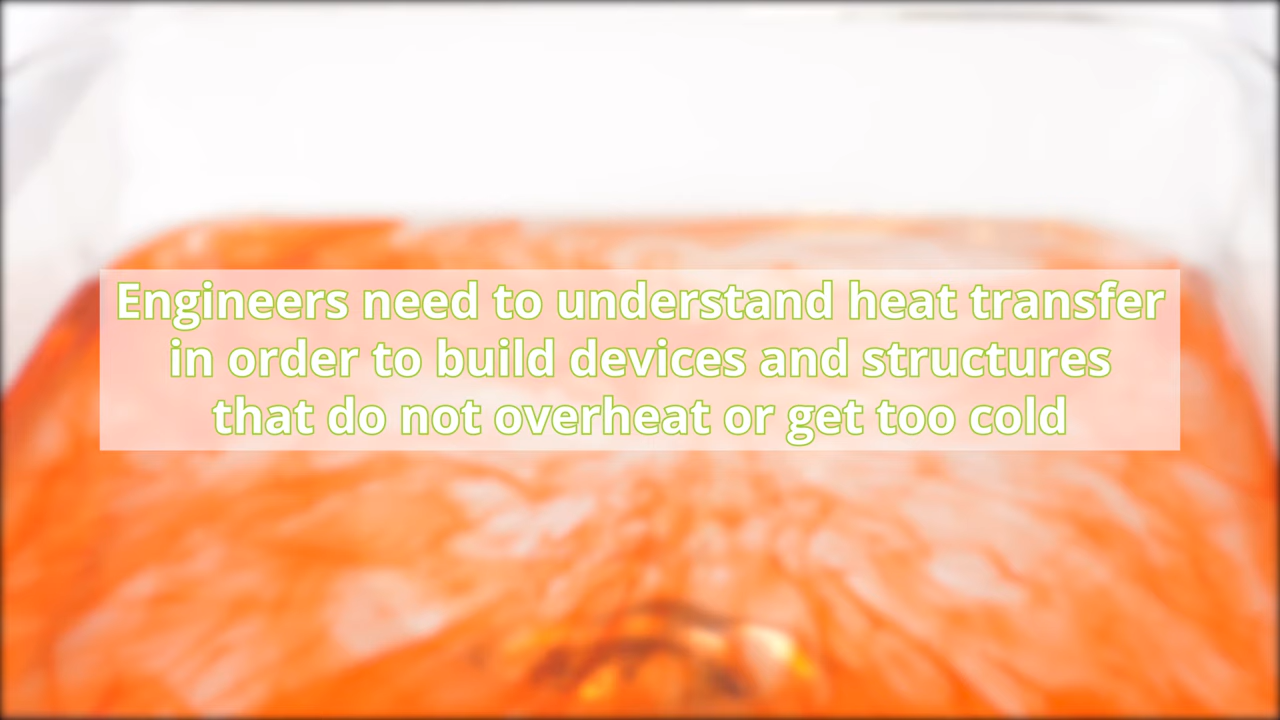 Engineers need to understand heat transfer
in order to build devices and structures
that do not overheat or get too cold